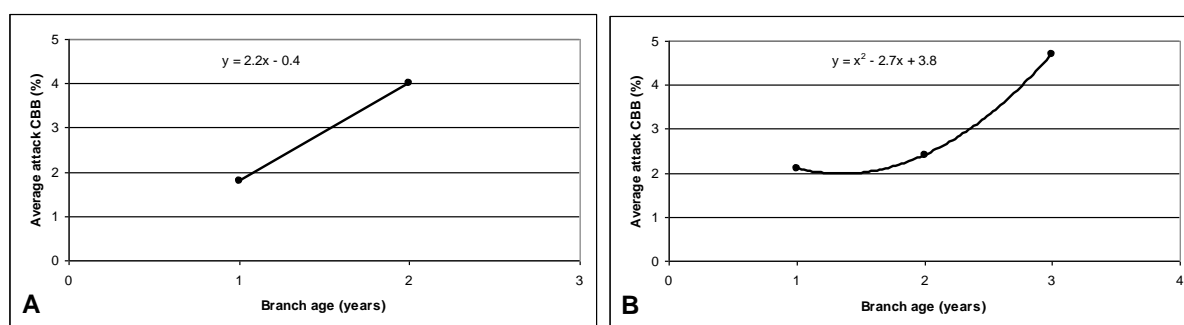 y = 2.2x - 0.4
Average attack CBB (%)
5
4
3
2
1
0
0 1 2 3
Branch age (years)
A
y = x² - 2.7x + 3.8
Average attack CBB (%)
5
4
3
2
1
0
0 1 2 3 4
Branch age (years)
B